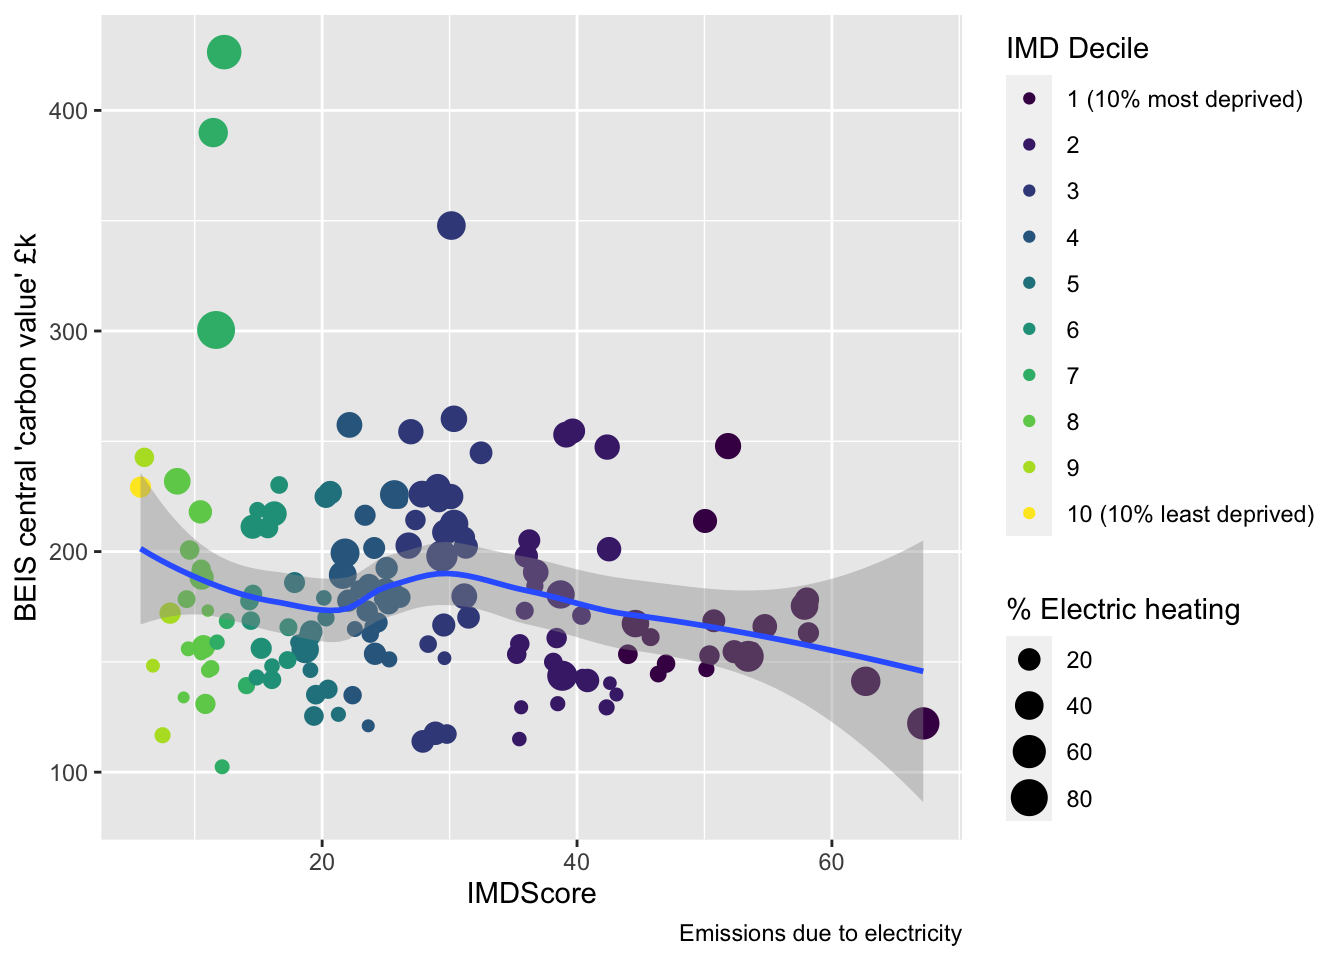 BEIS central 'carbon value' £k
400
300
200
100
20
40
60
IMDScore
Emissions due to electricity
IMD Decile
1 (10% most deprived)
2
3
4
5
6
7
8
9
10 (10% least deprived)
% Electric heating
20
40
60
80